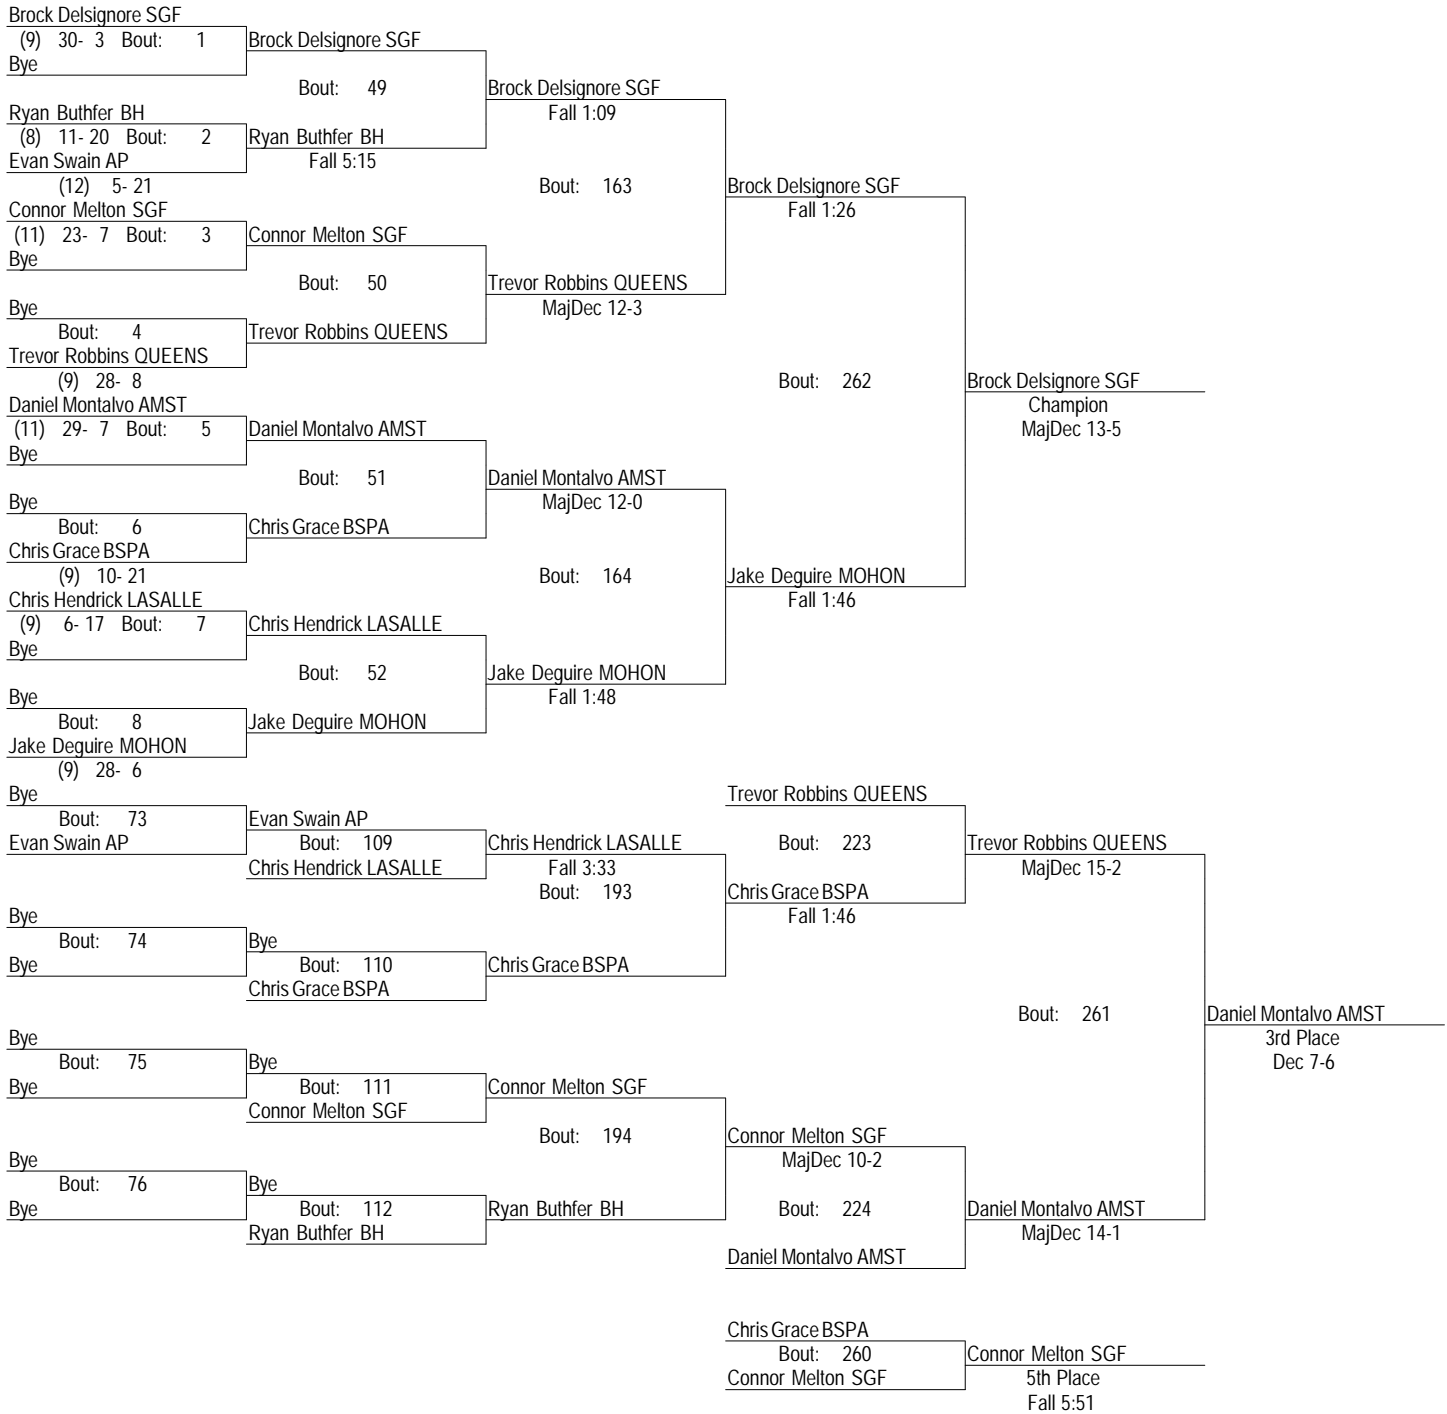 Brock Delsignore SGF
(9) 30- 3 Bout: 1 Brock Delsignore SGF
Bye
Bout: 49 Brock Delsignore SGF
Ryan Buthfer BH Fall 1:09
(8) 11- 20 Bout: 2 Ryan Buthfer BH
Evan Swain AP Fall 5:15
(12) 5- 21 Bout: 163 Brock Delsignore SGF
Connor Melton SGF Fall 1:26
(11) 23- 7 Bout: 3 Connor Melton SGF
Bye
Bout: 50 Trevor Robbins QUEENS
Bye MajDec 12-3
Bout: 4 Trevor Robbins QUEENS
Trevor Robbins QUEENS
(9) 28- 8 Bout: 262 Brock Delsignore SGF
Daniel Montalvo AMST Champion
(11) 29- 7 Bout: 5 Daniel Montalvo AMST MajDec 13-5
Bye
Bout: 51 Daniel Montalvo AMST
Bye MajDec 12-0
Bout: 6 Chris Grace BSPA
Chris Grace BSPA
(9) 10- 21 Bout: 164 Jake Deguire MOHON
Chris Hendrick LASALLE Fall 1:46
(9) 6- 17 Bout: 7 Chris Hendrick LASALLE
Bye
Bout: 52 Jake Deguire MOHON
Bye Fall 1:48
Bout: 8 Jake Deguire MOHON
Jake Deguire MOHON
(9) 28- 6
Bye Trevor Robbins QUEENS
Bout: 73 Evan Swain AP
Evan Swain AP Bout: 109 Chris Hendrick LASALLE Bout: 223 Trevor Robbins QUEENS
Chris Hendrick LASALLE Fall 3:33 MajDec 15-2
Bout: 193 Chris Grace BSPA
Bye Fall 1:46
Bout: 74 Bye
Bye Bout: 110 Chris Grace BSPA
Chris Grace BSPA
Bout: 261 Daniel Montalvo AMST
Bye 3rd Place
Bout: 75 Bye Dec 7-6
Bye Bout: 111 Connor Melton SGF
Connor Melton SGF
Bout: 194 Connor Melton SGF
Bye MajDec 10-2
Bout: 76 Bye
Bye Bout: 112 Ryan Buthfer BH Bout: 224 Daniel Montalvo AMST
Ryan Buthfer BH MajDec 14-1
Daniel Montalvo AMST
Chris Grace BSPA
Bout: 260 Connor Melton SGF
Connor Melton SGF 5th Place
Fall 5:51